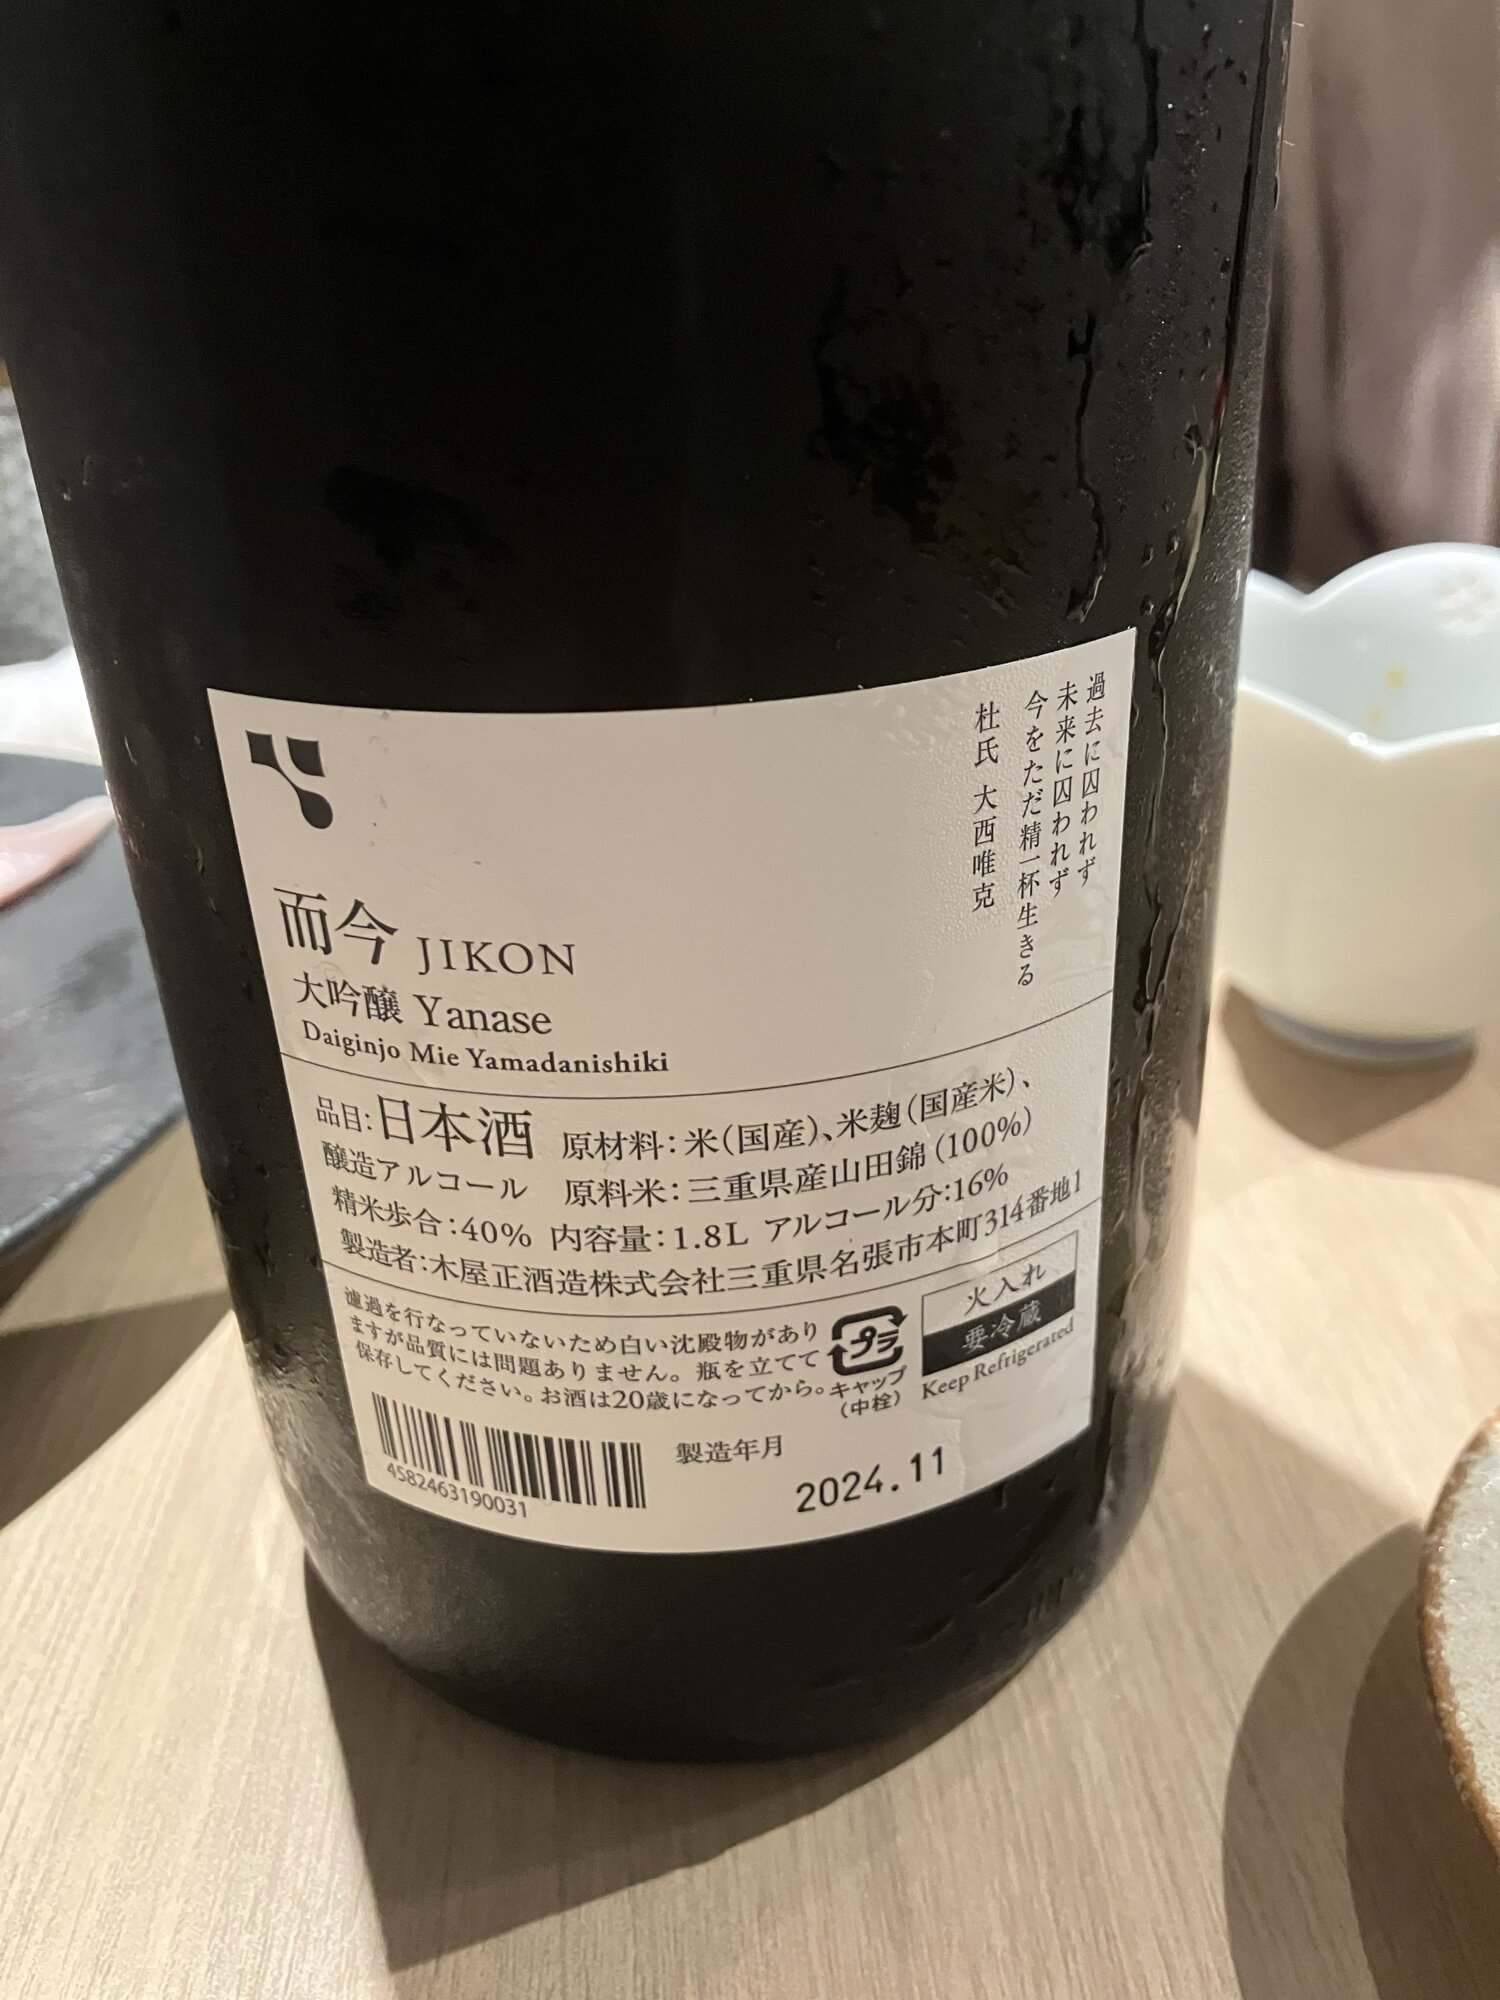 過去に囚われず
未来に囚われず
今をただ精一杯生きる
杜氏 大西唯克
而今 JIKON
大吟醸 Yanase
Daiginjo Mie Yamadanishiki
品目:日本酒 原材料:米(国産)、米麹(国産米)、
醸造アルコール 原料米:三重県産山田錦(100%)
精米歩合:40% 内容量:1.8L アルコール分:16%
製造者:木屋正酒造株式会社三重県名張市本町314番地1
濾過を行なっていないため白い沈殿物があり
ますが品質には問題ありません。瓶を立てて
保存してください。お酒は20歳になってから。
プラ
キャップ
(中栓)
火入れ
要冷蔵
Keep Refrigerated
4582463190031
製造年月
2024.11